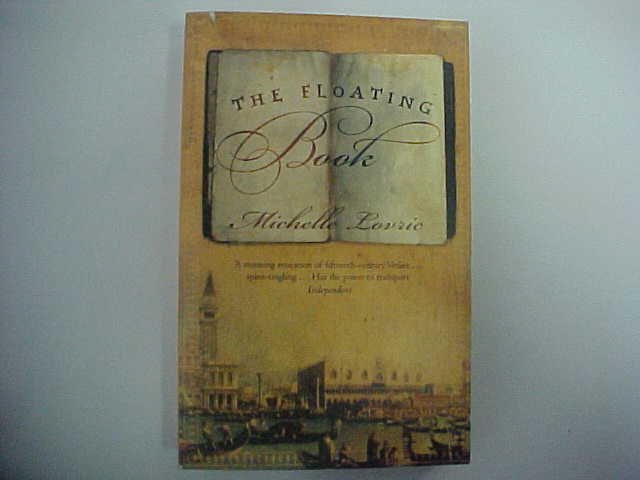 THE FLOATING
Book
Michelle Lovric
A stunning evocation of fifteenth-century Venice ...
spine-tingling ... Has the power to transport
Independent